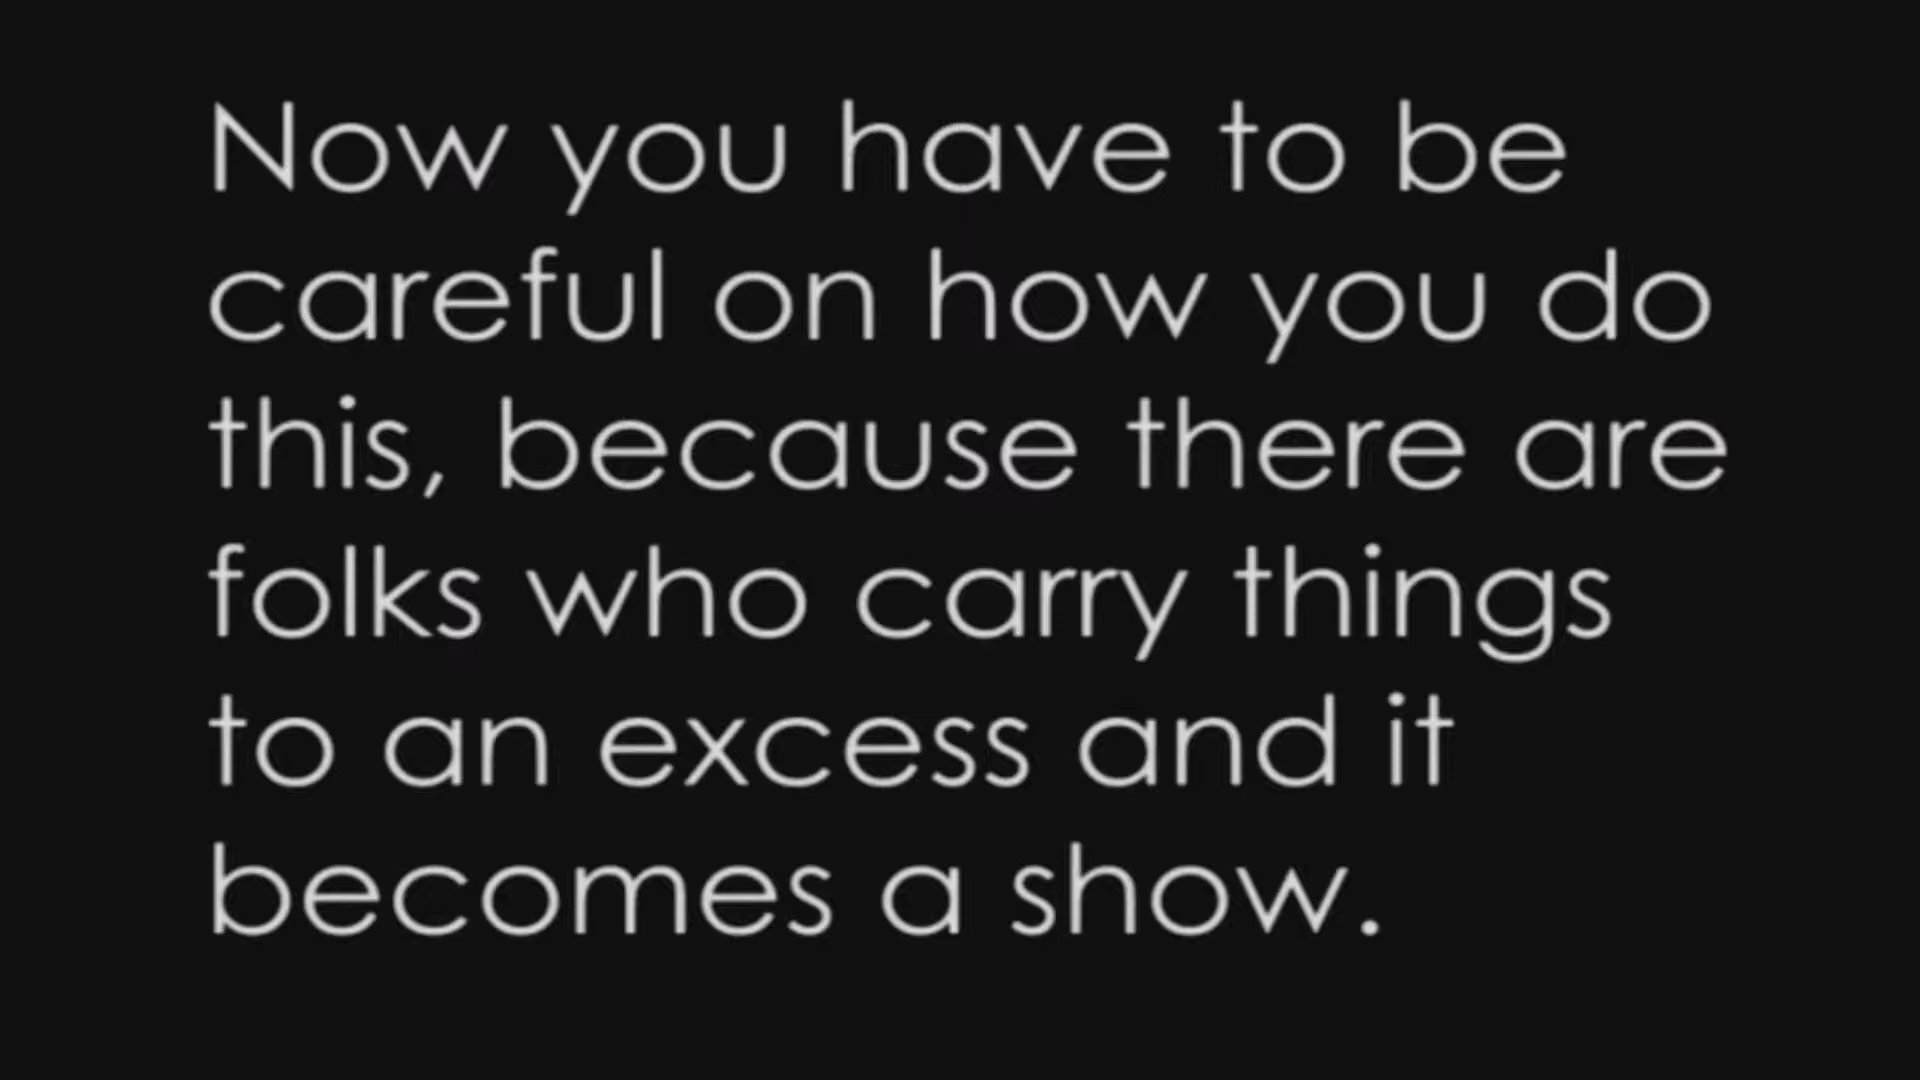 Now you have to be
careful on how you do
this, because there are
folks who carry things
to an excess and it
becomes a show.